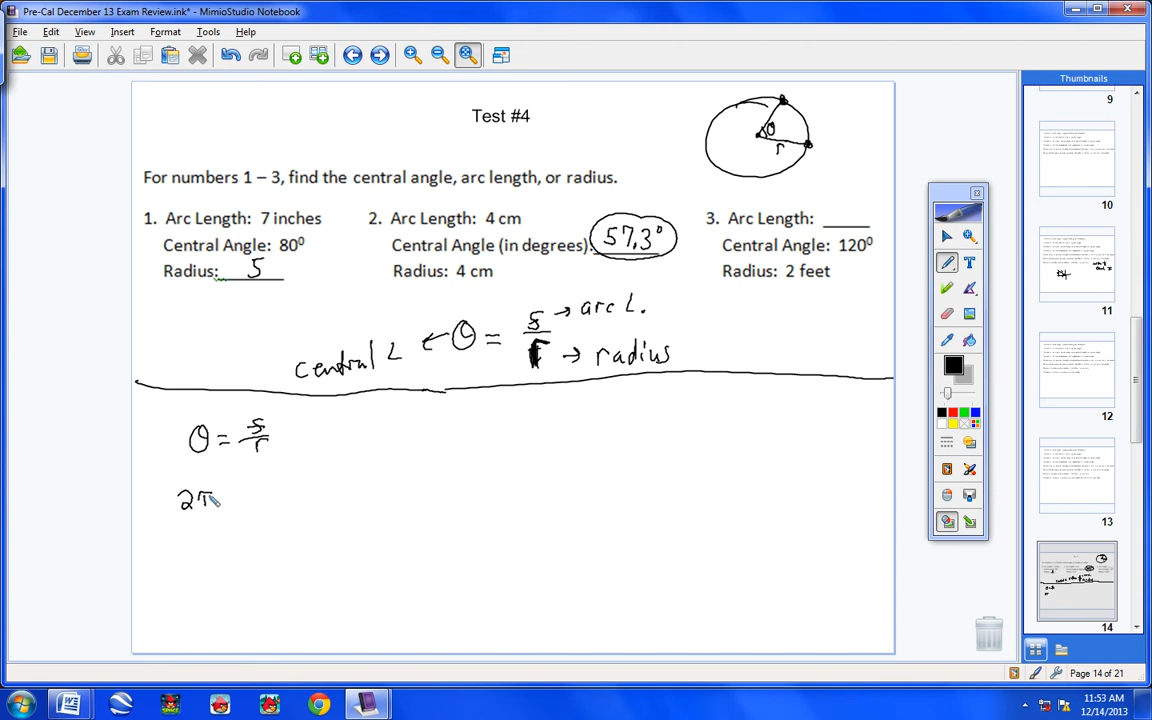 Pre-Cal December 13 Exam Review.ink* - MimioStudio Notebook
File Edit View Insert Format Tools Help
Thumbnails
9
10
11
12
13
14
Test #4
θ
r
For numbers 1 – 3, find the central angle, arc length, or radius.
1. Arc Length: 7 inches
Central Angle: 80⁰
Radius: 5
2. Arc Length: 4 cm
Central Angle (in degrees): 57.3°
Radius: 4 cm
3. Arc Length: ______
Central Angle: 120⁰
Radius: 2 feet
central ∠ ← θ = s/r
→ arc L.
→ radius
θ = s/r
2π
T
Page 14 of 21
11:53 AM
12/14/2013